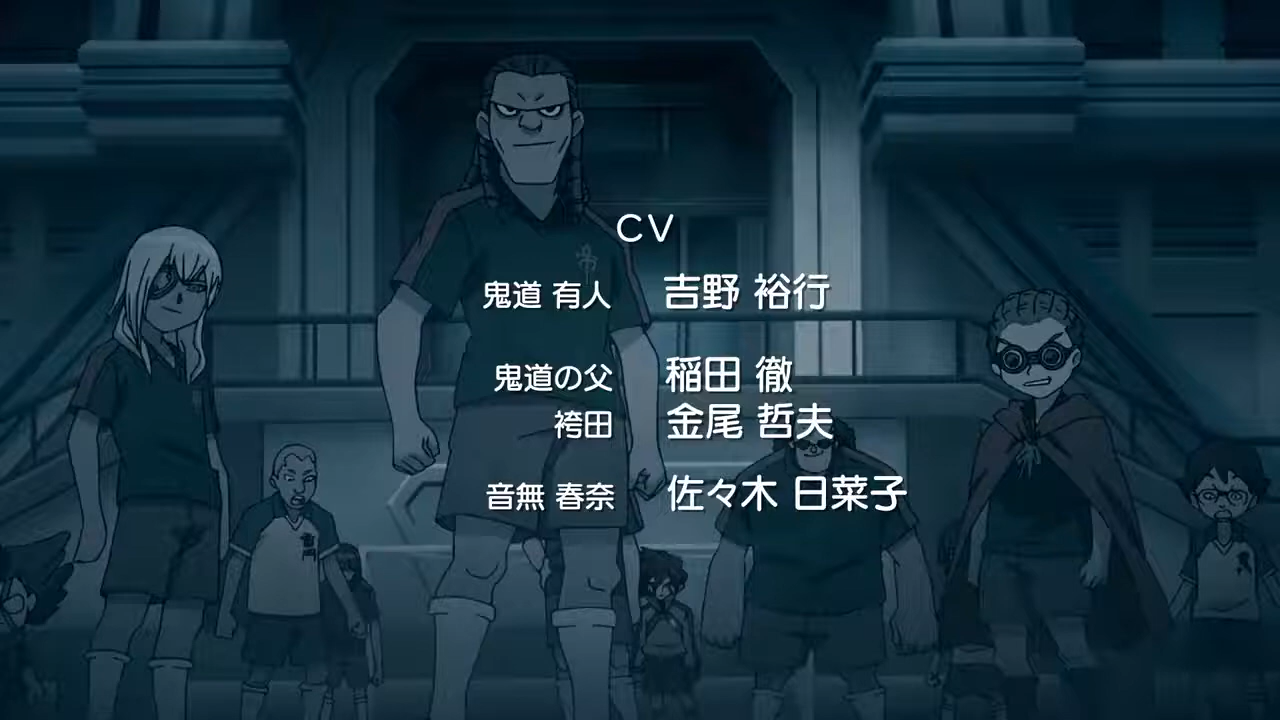 CV
鬼道 有人 吉野 裕行
鬼道の父 稲田 徹
袴田 金尾 哲夫
音無 春奈 佐々木 日菜子